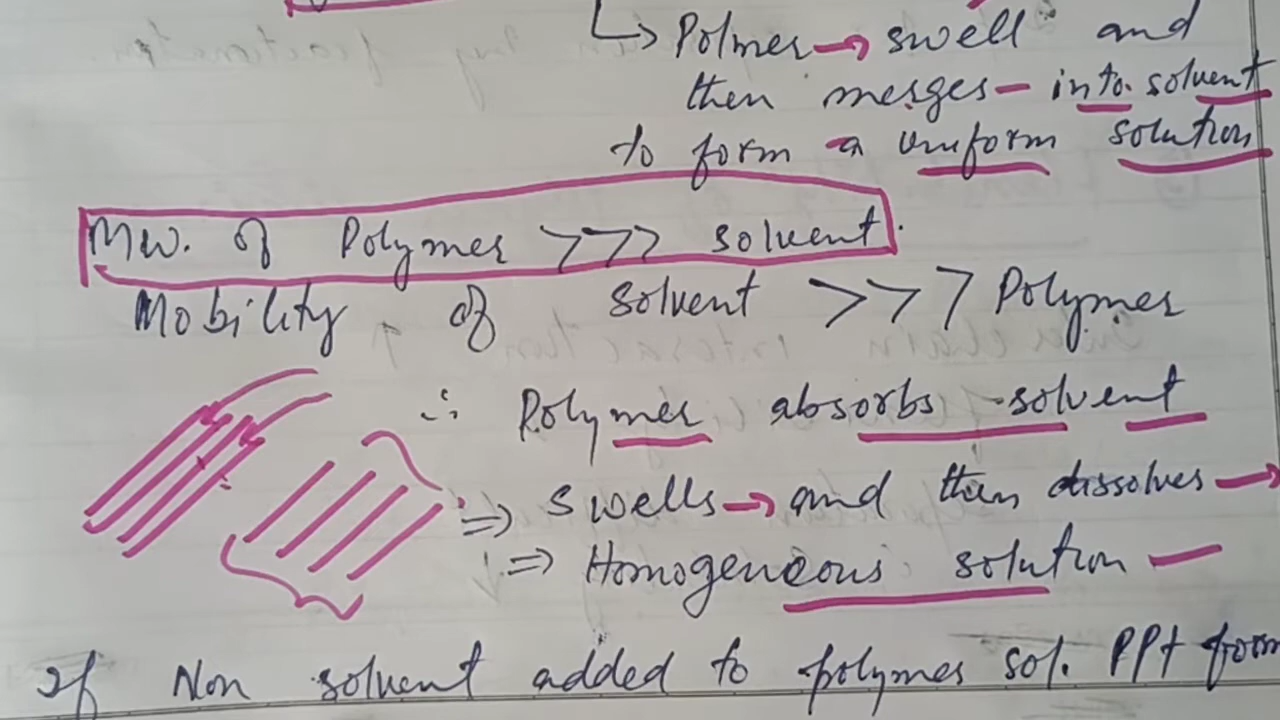 ↳ Polmer → swell and
then merges - into solvent
to form a uniform solution
Mw. of Polymer >>> solvent.
Mobility of solvent >>> Polymer
∴ Polymer absorbs solvent
⇒ swells → and then dissolves →
⇒ Homogeneous solution -
If Non solvent added to polymer sol. PPt form